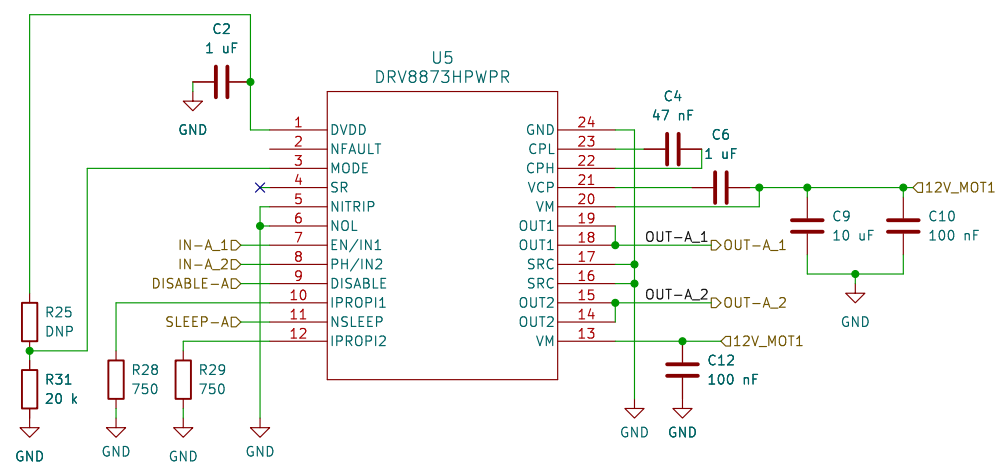 C2
1 uF
GND
U5
DRV8873HPWPR
1 DVDD
2 NFAULT
3 MODE
4 SR
5 NITRIP
6 NOL
7 EN/IN1
8 PH/IN2
9 DISABLE
10 IPROPI1
11 NSLEEP
12 IPROPI2
GND 24
CPL 23
CPH 22
VCP 21
VM 20
OUT1 19
OUT1 18
SRC 17
SRC 16
OUT2 15
OUT2 14
VM 13
IN-A_1
IN-A_2
DISABLE-A
SLEEP-A
R25
DNP
R31
20 k
GND
R28
750
GND
R29
750
GND
GND
C4
47 nF
C6
1 uF
12V_MOT1
C9
10 uF
C10
100 nF
GND
OUT-A_1
OUT-A_1
OUT-A_2
OUT-A_2
12V_MOT1
C12
100 nF
GND
GND